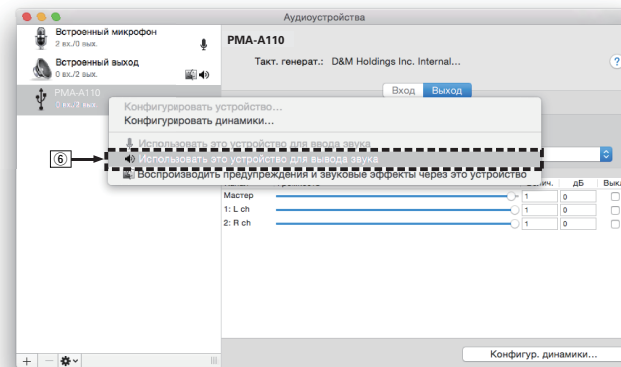 Аудиоустройства
Встроенный микрофон
2 вх./0 вых.
Встроенный выход
0 вх./2 вых.
PMA-A110
0 вх./2 вых.
PMA-A110
Такт. генерат.: D&M Holdings Inc. Internal...
?
Вход Выход
Конфигурировать устройство...
Конфигурировать динамики...
Использовать это устройство для ввода звука
⑥ Использовать это устройство для вывода звука
Воспроизводить предупреждения и звуковые эффекты через это устройство
дБ
Мастер 1 0
1: L ch 1 0
2: R ch 1 0
+ −
Конфигур. динамики...